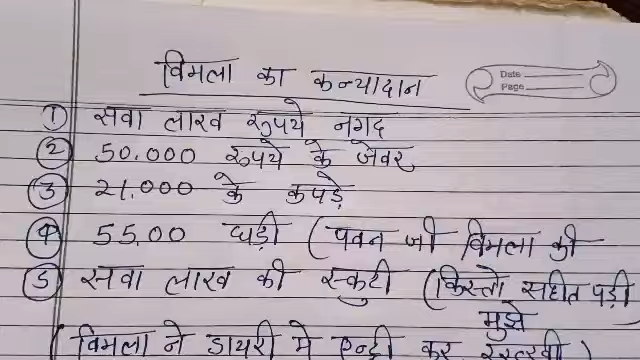 विमला का कन्यादान
Date
Page
① सवा लाख रुपये नगद
② 50.000 रुपये के जेवर
③ 21.000 के कपड़े
④ 55.00 घड़ी (पवन जी विमला की
⑤ सवा लाख की स्कुटी (किस्तो सहीत पड़ी
मुझे
(विमला ने डायरी मे एन्ट्री कर रखखी)